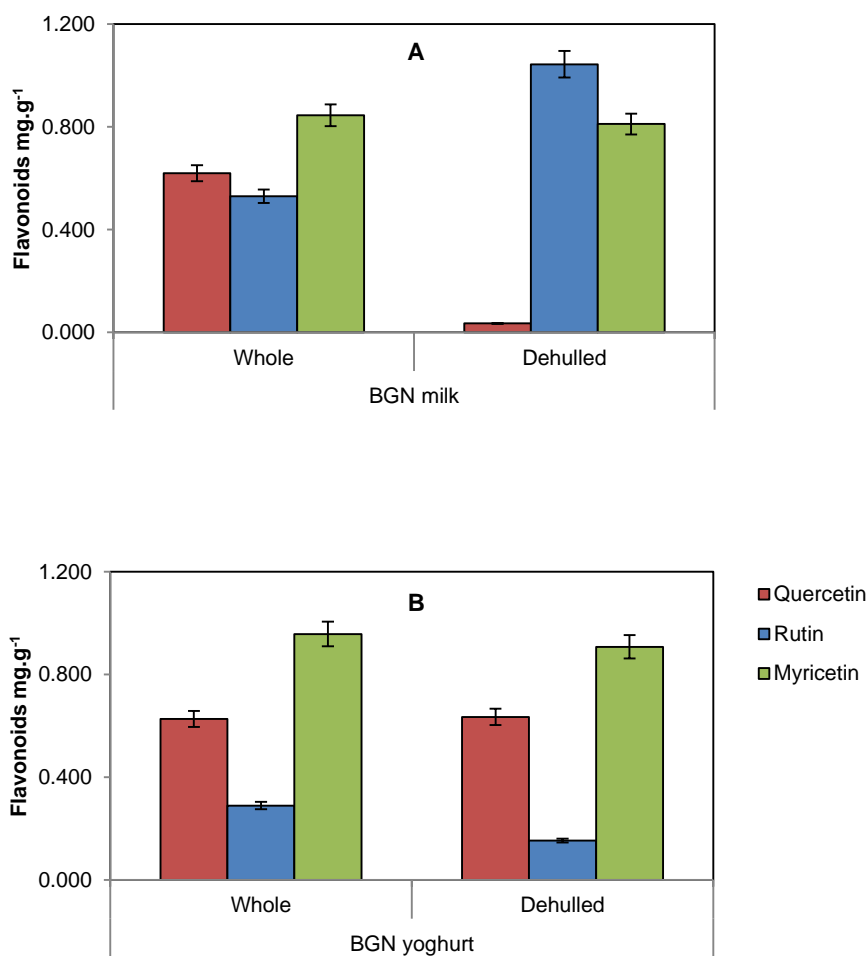 A
Flavonoids mg.g-1
1.200
0.800
0.400
0.000
Whole
Dehulled
BGN milk
B
Flavonoids mg.g-1
1.200
0.800
0.400
0.000
Whole
Dehulled
BGN yoghurt
Quercetin
Rutin
Myricetin